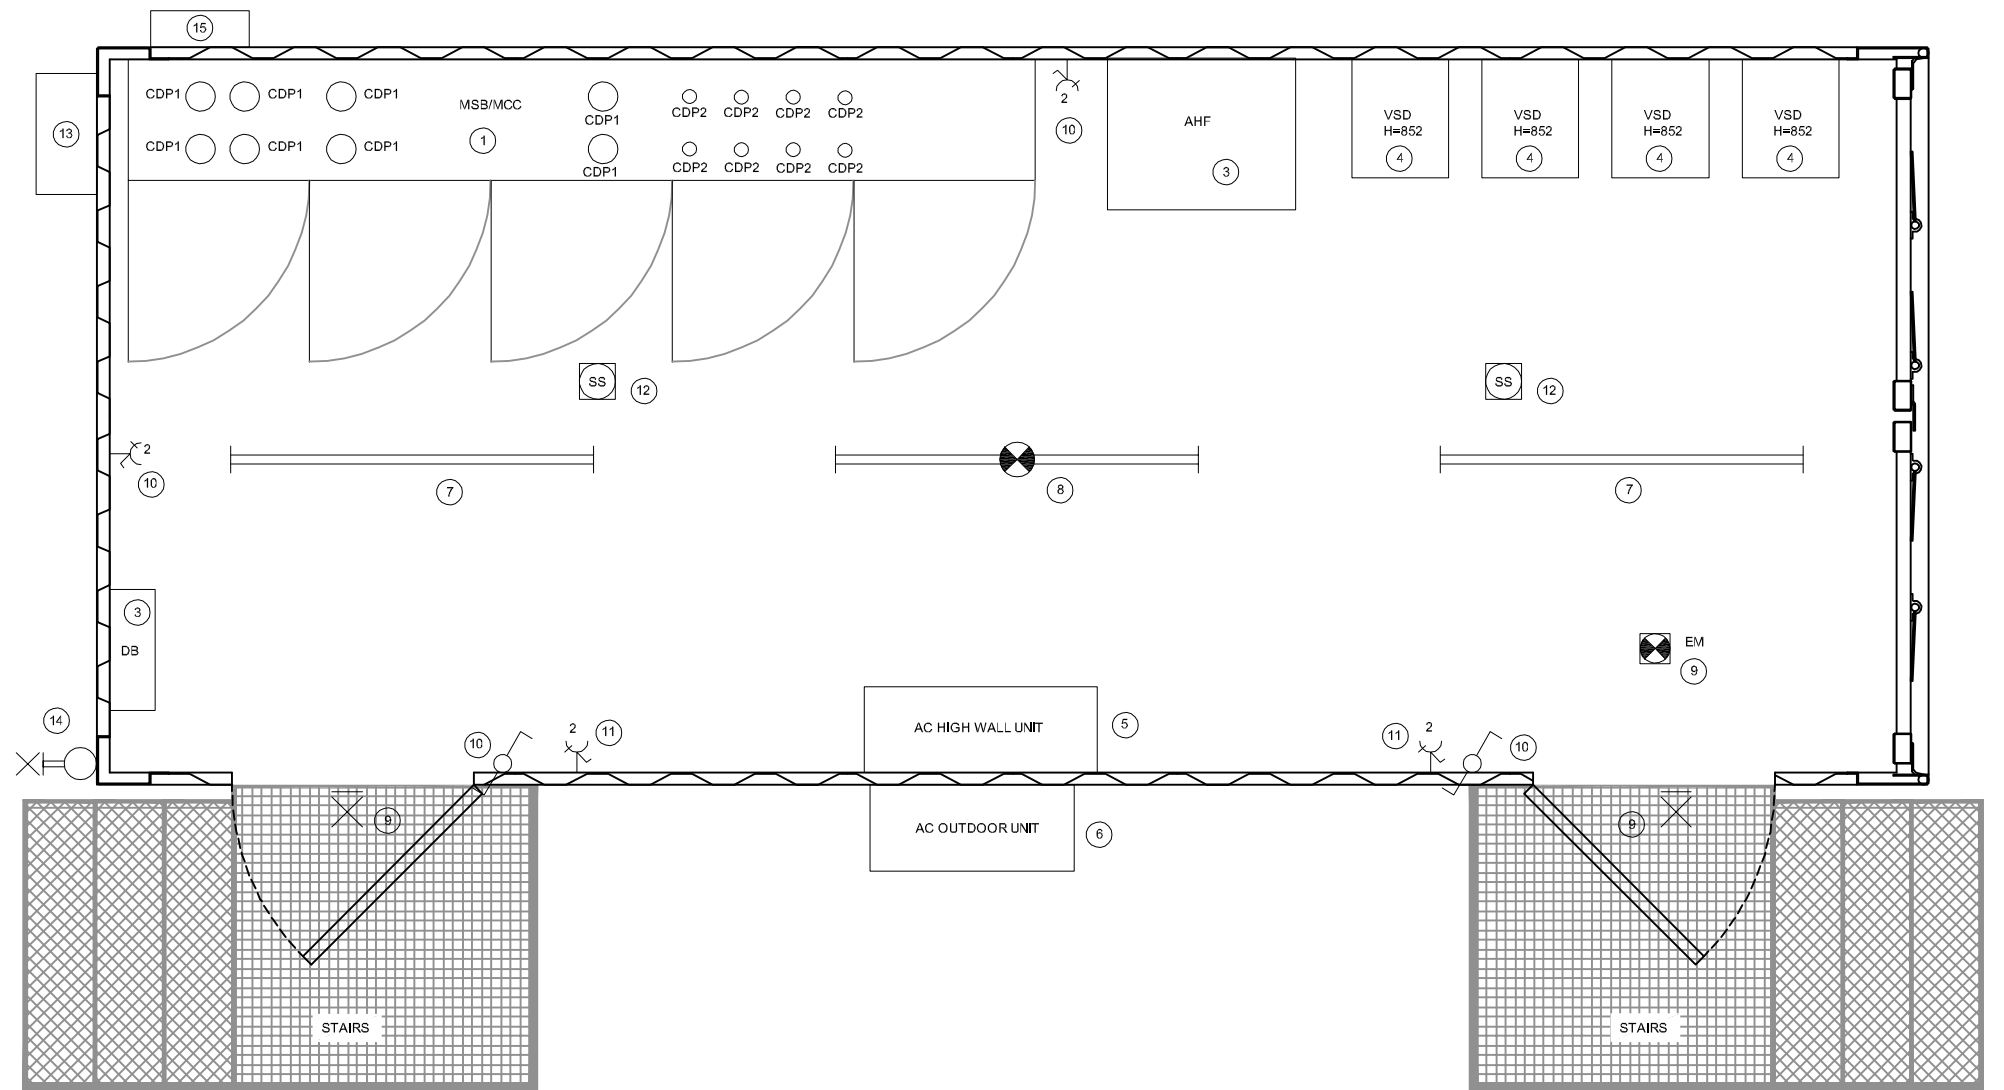 15
CDP1 CDP1 CDP1 MSB/MCC CDP1 CDP2 CDP2 CDP2 CDP2
1
CDP1 CDP1 CDP1 CDP1 CDP2 CDP2 CDP2 CDP2
13
2
10
AHF
3
VSD
H=852
4
VSD
H=852
4
VSD
H=852
4
VSD
H=852
4
SS 12
SS 12
2
10
7
8
7
3
DB
EM
9
14
10
2 11
AC HIGH WALL UNIT 5
11 2
10
9
AC OUTDOOR UNIT 6
9
STAIRS
STAIRS